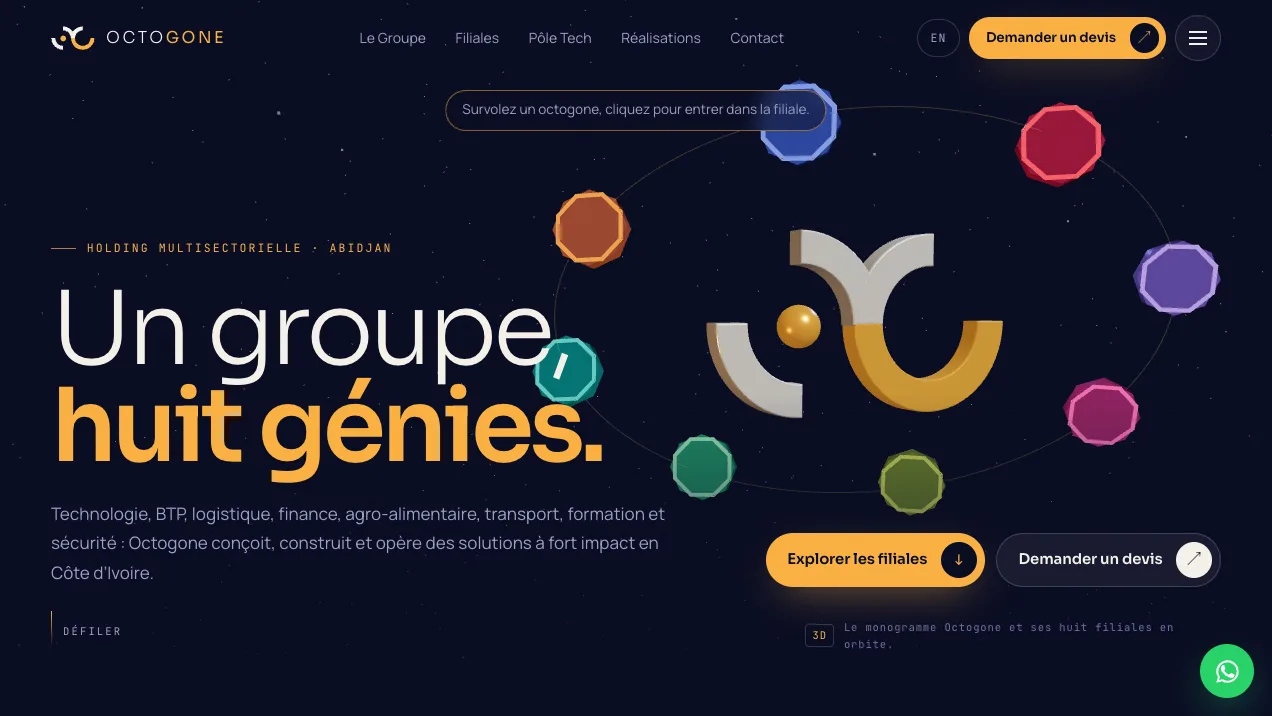 OCTOGONE
Le Groupe
Filiales
Pôle Tech
Réalisations
Contact
EN
Demander un devis
Survolez un octogone, cliquez pour entrer dans la filiale.
HOLDING MULTISECTORIELLE · ABIDJAN
Un groupe,
huit génies.
Technologie, BTP, logistique, finance, agro-alimentaire, transport, formation et
sécurité : Octogone conçoit, construit et opère des solutions à fort impact en
Côte d'Ivoire.
Explorer les filiales
Demander un devis
DÉFILER
3D
Le monogramme Octogone et ses huit filiales en
orbite.